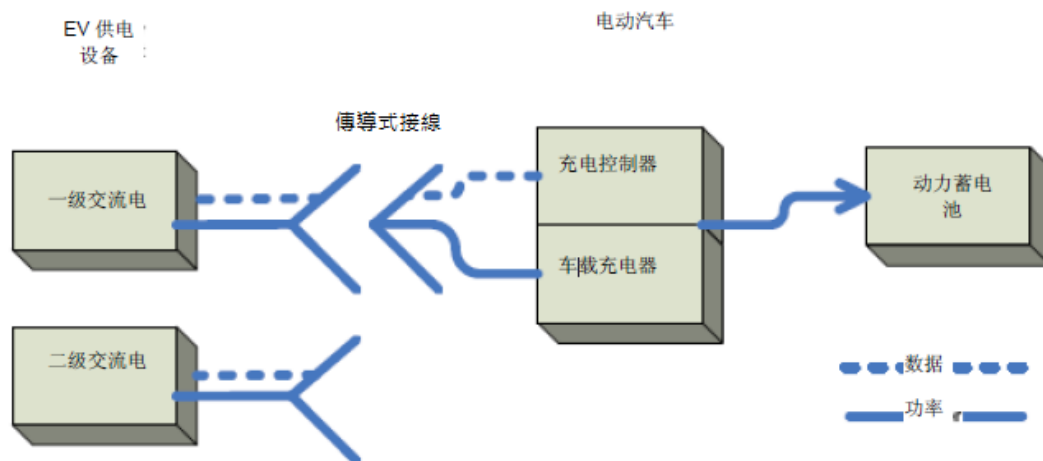 EV 供电
设备
电动汽车
傳導式接線
一级交流电
充电控制器
动力蓄电
池
车载充电器
二级交流电
数据
功率